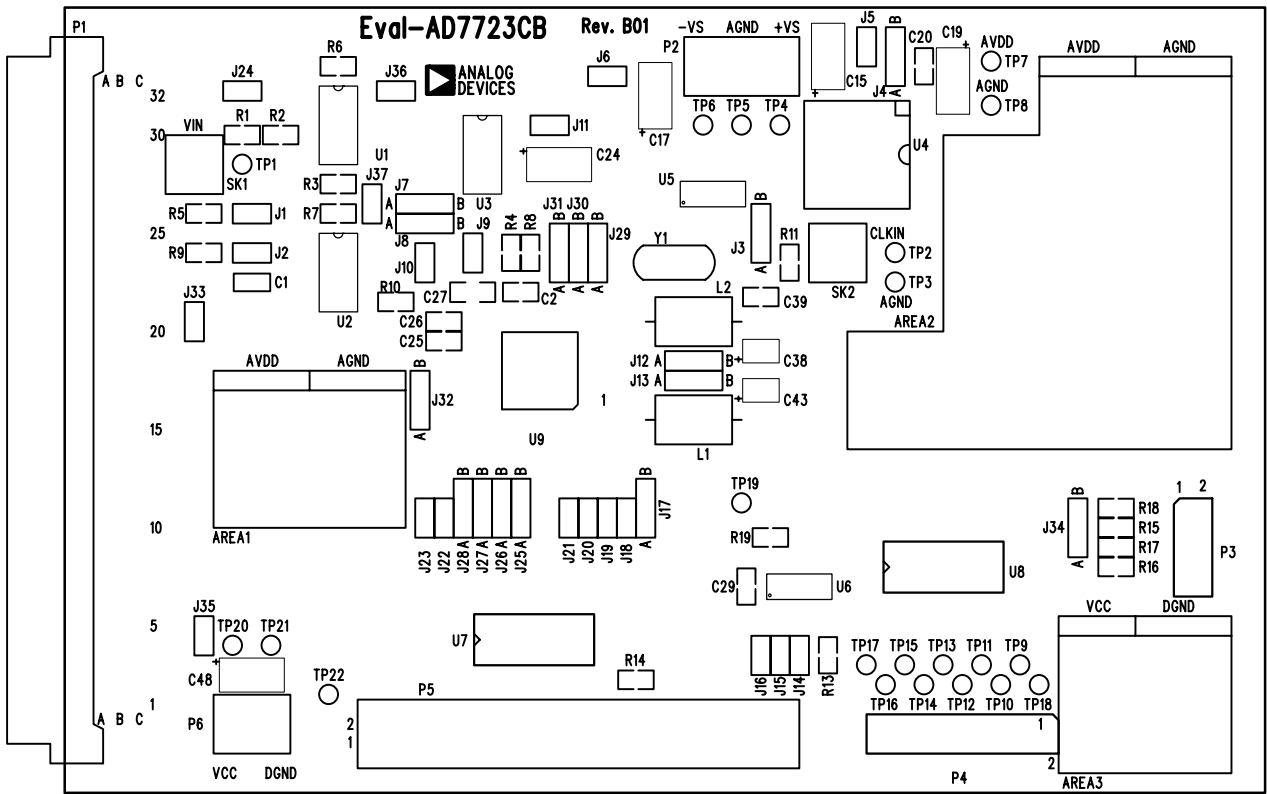 P1
Eval-AD7723CB
Rev. B01
-VS AGND +VS
P2
J5
B
A
C20
C19
AVDD
TP7
AGND
TP8
AVDD AGND
A B C
32
J24
R6
J36
ANALOG
DEVICES
J6
C17
TP6 TP5 TP4
C15
J4
U4
30
VIN
R1 R2
TP1
SK1
U1
J37
J7
A B
A B
J8
U3
J11
C24
R3
R5
J1
R7
J9
R4
R8
J31 J30
B B B
J29
A A A
U5
Y1
B
J3
A
R11
CLKIN
TP2
TP3
AGND
SK2
25
R9
J2
C1
J10
R10
C27
C2
L2
C39
AREA2
J33
20
U2
C26
C25
J12 A B
J13 A B
C38
C43
AVDD AGND
B
J32
A
1
U9
L1
15
10
AREA1
B B B B
J23
J22
J28 A
J27 A
J26 A
J25 A
B
J17
J21
J20
J19
J18
A
TP19
R19
C29
U6
U8
B
J34
A
R18
R15
R17
R16
1 2
P3
VCC DGND
5
J35
TP20 TP21
C48
U7
TP22
R14
J16
J15
J14
R13
TP17 TP15 TP13 TP11 TP9
TP16 TP14 TP12 TP10 TP18
1
A B C
P6
VCC DGND
P5
2
1
1
2
P4
AREA3